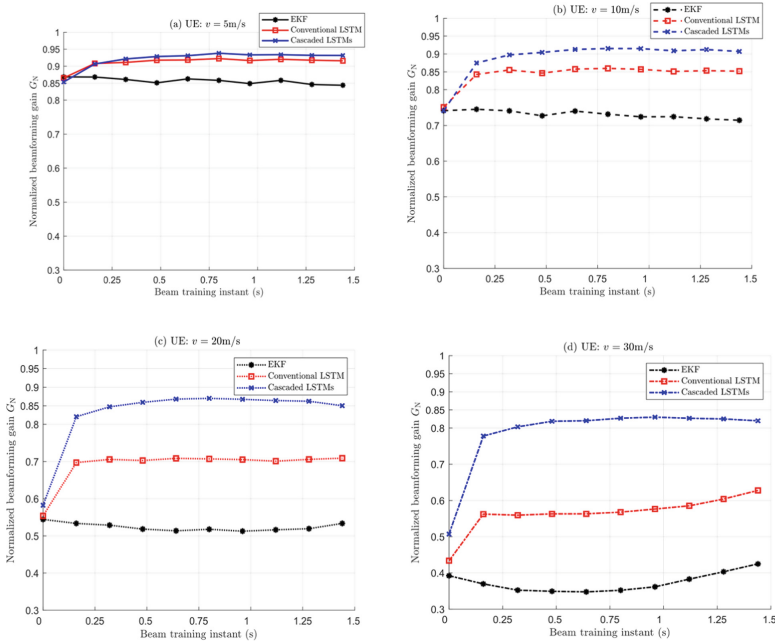 (a) UE: v = 5m/s
EKF
Conventional LSTM
Cascaded LSTMs
Normalized beamforming gain G_N
1
0.95
0.9
0.85
0.8
0.7
0.6
0.5
0.4
0.3
0 0.25 0.5 0.75 1 1.25 1.5
Beam training instant (s)
(b) UE: v = 10m/s
EKF
Conventional LSTM
Cascaded LSTMs
Normalized beamforming gain G_N
1
0.95
0.9
0.85
0.8
0.7
0.6
0.5
0.4
0.3
0 0.25 0.5 0.75 1 1.25 1.5
Beam training instant (s)
(c) UE: v = 20m/s
EKF
Conventional LSTM
Cascaded LSTMs
Normalized beamforming gain G_N
1
0.95
0.9
0.85
0.8
0.7
0.6
0.5
0.4
0.3
0 0.25 0.5 0.75 1 1.25 1.5
Beam training instant (s)
(d) UE: v = 30m/s
EKF
Conventional LSTM
Cascaded LSTMs
Normalized beamforming gain G_N
1
0.95
0.9
0.85
0.8
0.7
0.6
0.5
0.4
0.3
0 0.25 0.5 0.75 1 1.25 1.5
Beam training instant (s)